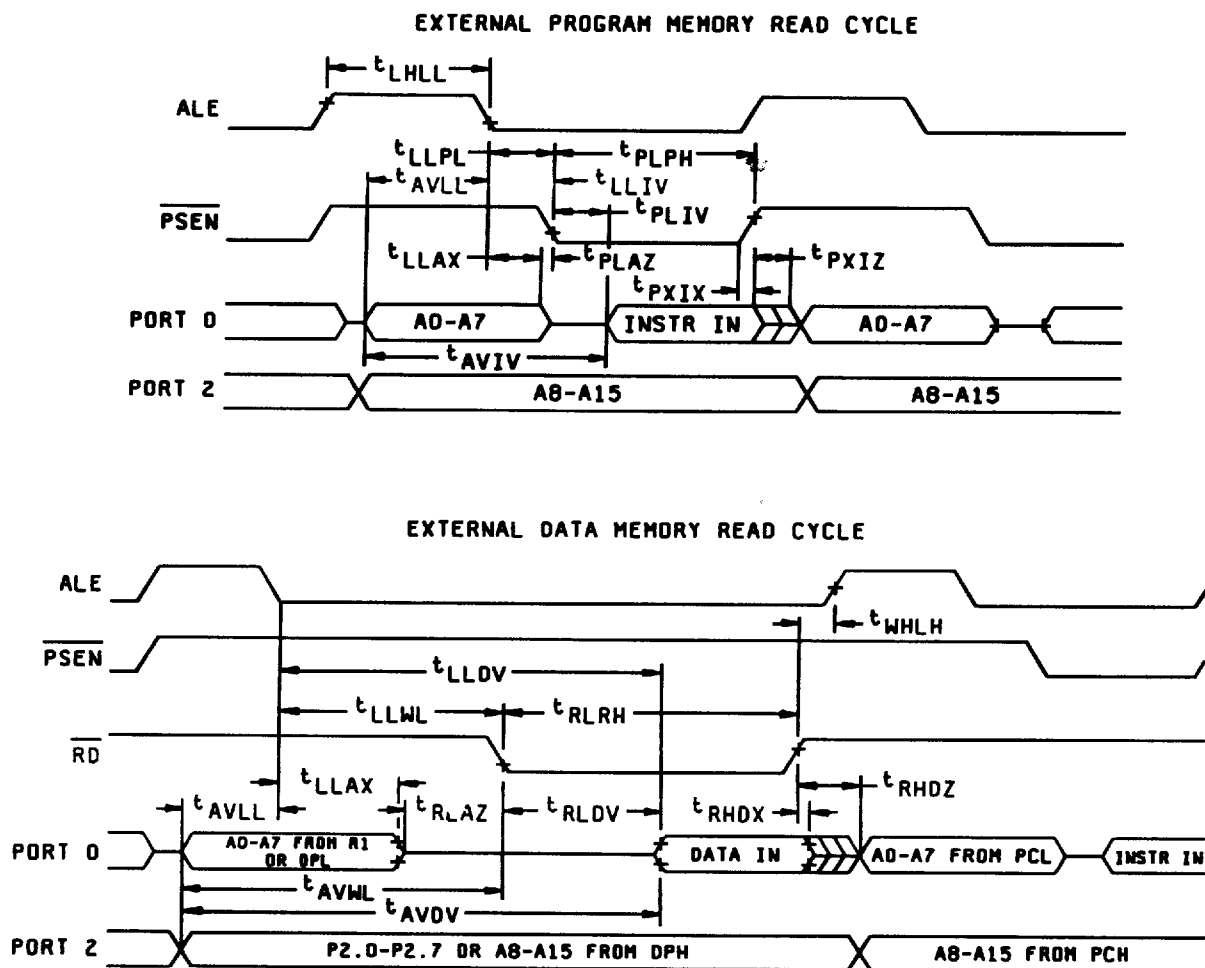 EXTERNAL PROGRAM MEMORY READ CYCLE
tLHLL
ALE
tLLPL
tPLPH
tAVLL
tLLIV
PSEN
tPLIV
tLLAX
tPLAZ
tPXIZ
tPXIX
PORT 0
A0-A7
INSTR IN
A0-A7
tAVIV
PORT 2
A8-A15
A8-A15
EXTERNAL DATA MEMORY READ CYCLE
ALE
tWHLH
PSEN
tLLDV
tLLWL
tRLRH
RD
tLLAX
tRHDZ
tAVLL
tRLAZ
tRLDV
tRHDX
PORT 0
A0-A7 FROM R1
OR DPL
DATA IN
A0-A7 FROM PCL
INSTR IN
tAVWL
tAVDV
PORT 2
P2.0-P2.7 OR A8-A15 FROM DPH
A8-A15 FROM PCH